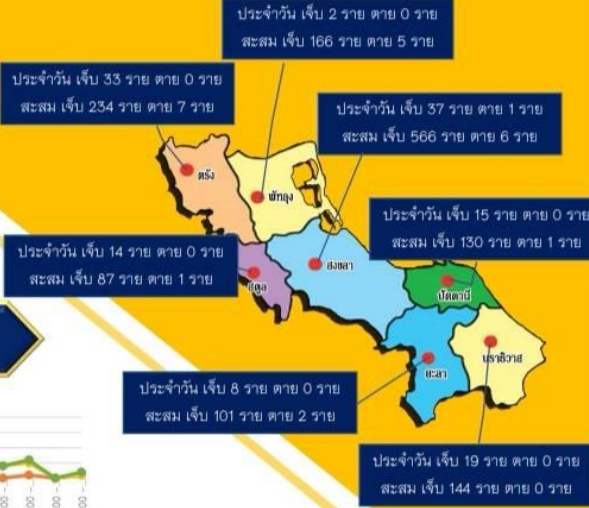 ประจำวัน เจ็บ 2 ราย ตาย 0 ราย
สะสม เจ็บ 166 ราย ตาย 5 ราย
ประจำวัน เจ็บ 33 ราย ตาย 0 ราย
สะสม เจ็บ 234 ราย ตาย 7 ราย
ประจำวัน เจ็บ 37 ราย ตาย 1 ราย
สะสม เจ็บ 566 ราย ตาย 6 ราย
ตรัง
พัทลุง
ประจำวัน เจ็บ 15 ราย ตาย 0 ราย
สะสม เจ็บ 130 ราย ตาย 1 ราย
ประจำวัน เจ็บ 14 ราย ตาย 0 ราย
สะสม เจ็บ 87 ราย ตาย 1 ราย
สงขลา
สตูล
ปัตตานี
ยะลา
นราธิวาส
ประจำวัน เจ็บ 8 ราย ตาย 0 ราย
สะสม เจ็บ 101 ราย ตาย 2 ราย
ประจำวัน เจ็บ 19 ราย ตาย 0 ราย
สะสม เจ็บ 144 ราย ตาย 0 ราย